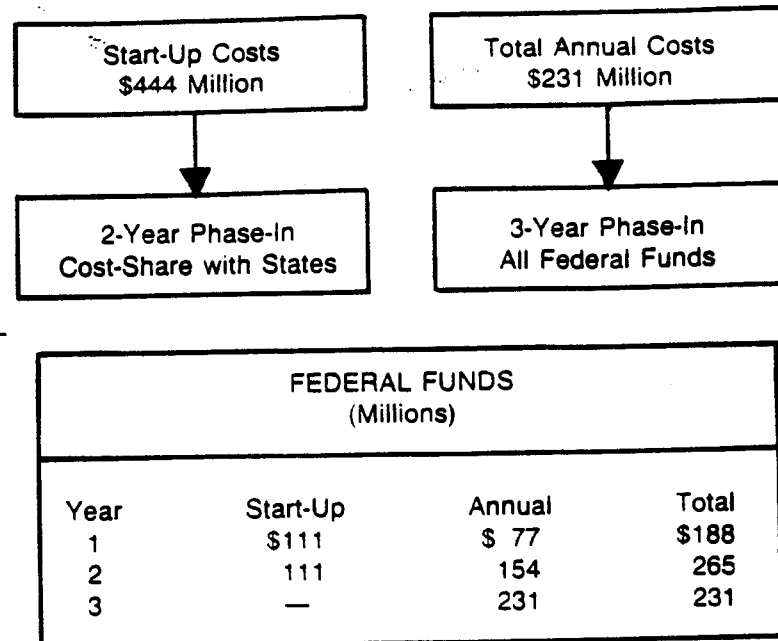 Start-Up Costs
$444 Million
Total Annual Costs
$231 Million
2-Year Phase-In
Cost-Share with States
3-Year Phase-In
All Federal Funds
FEDERAL FUNDS
(Millions)
Year Start-Up Annual Total
1 $111 $ 77 $188
2 111 154 265
3 — 231 231